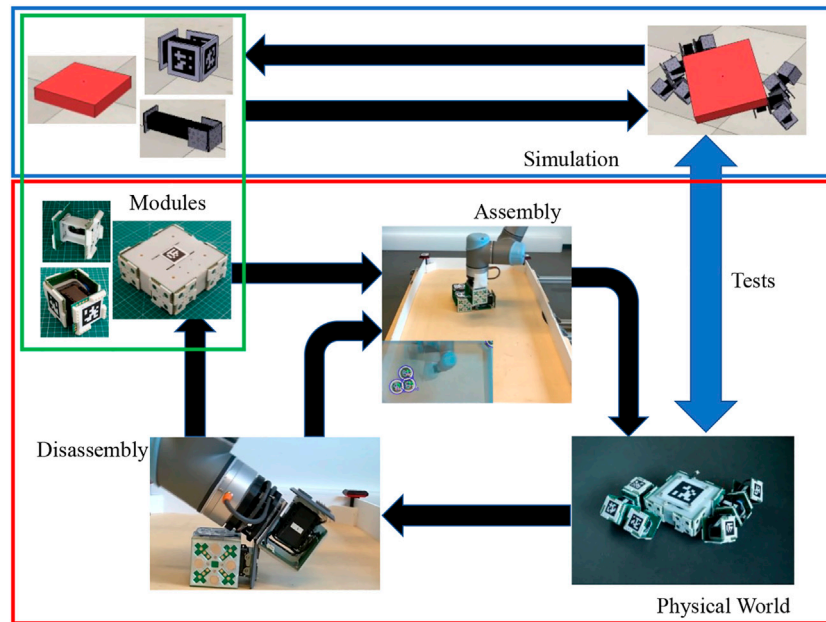 Simulation
Modules
Assembly
Tests
Disassembly
Physical World